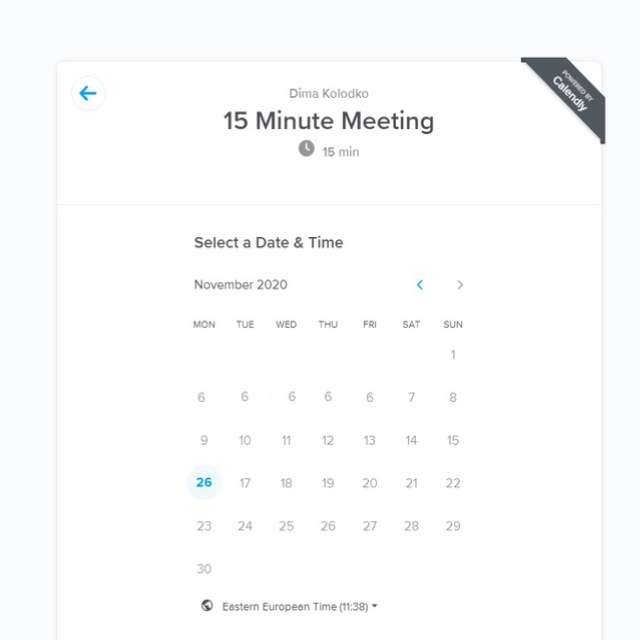 POWERED BY
Calendly
Dima Kolodko
15 Minute Meeting
15 min
Select a Date & Time
November 2020
MON TUE WED THU FRI SAT SUN
1
6 6 6 6 6 7 8
9 10 11 12 13 14 15
26 17 18 19 20 21 22
23 24 25 26 27 28 29
30
Eastern European Time (11:38)